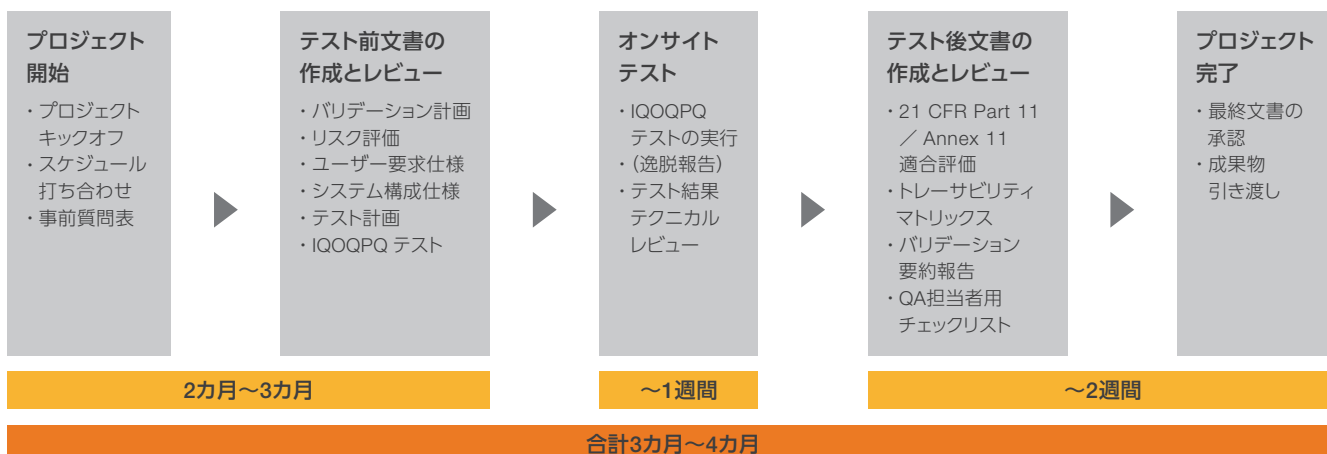 プロジェクト
開始
・プロジェクト
キックオフ
・スケジュール
打ち合わせ
・事前質問表
テスト前文書の
作成とレビュー
・バリデーション計画
・リスク評価
・ユーザー要求仕様
・システム構成仕様
・テスト計画
・IQOQPQ テスト
オンサイト
テスト
・IQOQPQ
テストの実行
・（逸脱報告）
・テスト結果
テクニカル
レビュー
テスト後文書の
作成とレビュー
・21 CFR Part 11
／ Annex 11
適合評価
・トレーサビリティ
マトリックス
・バリデーション
要約報告
・QA担当者用
チェックリスト
プロジェクト
完了
・最終文書の
承認
・成果物
引き渡し
2カ月～3カ月
～1週間
～2週間
合計3カ月～4カ月